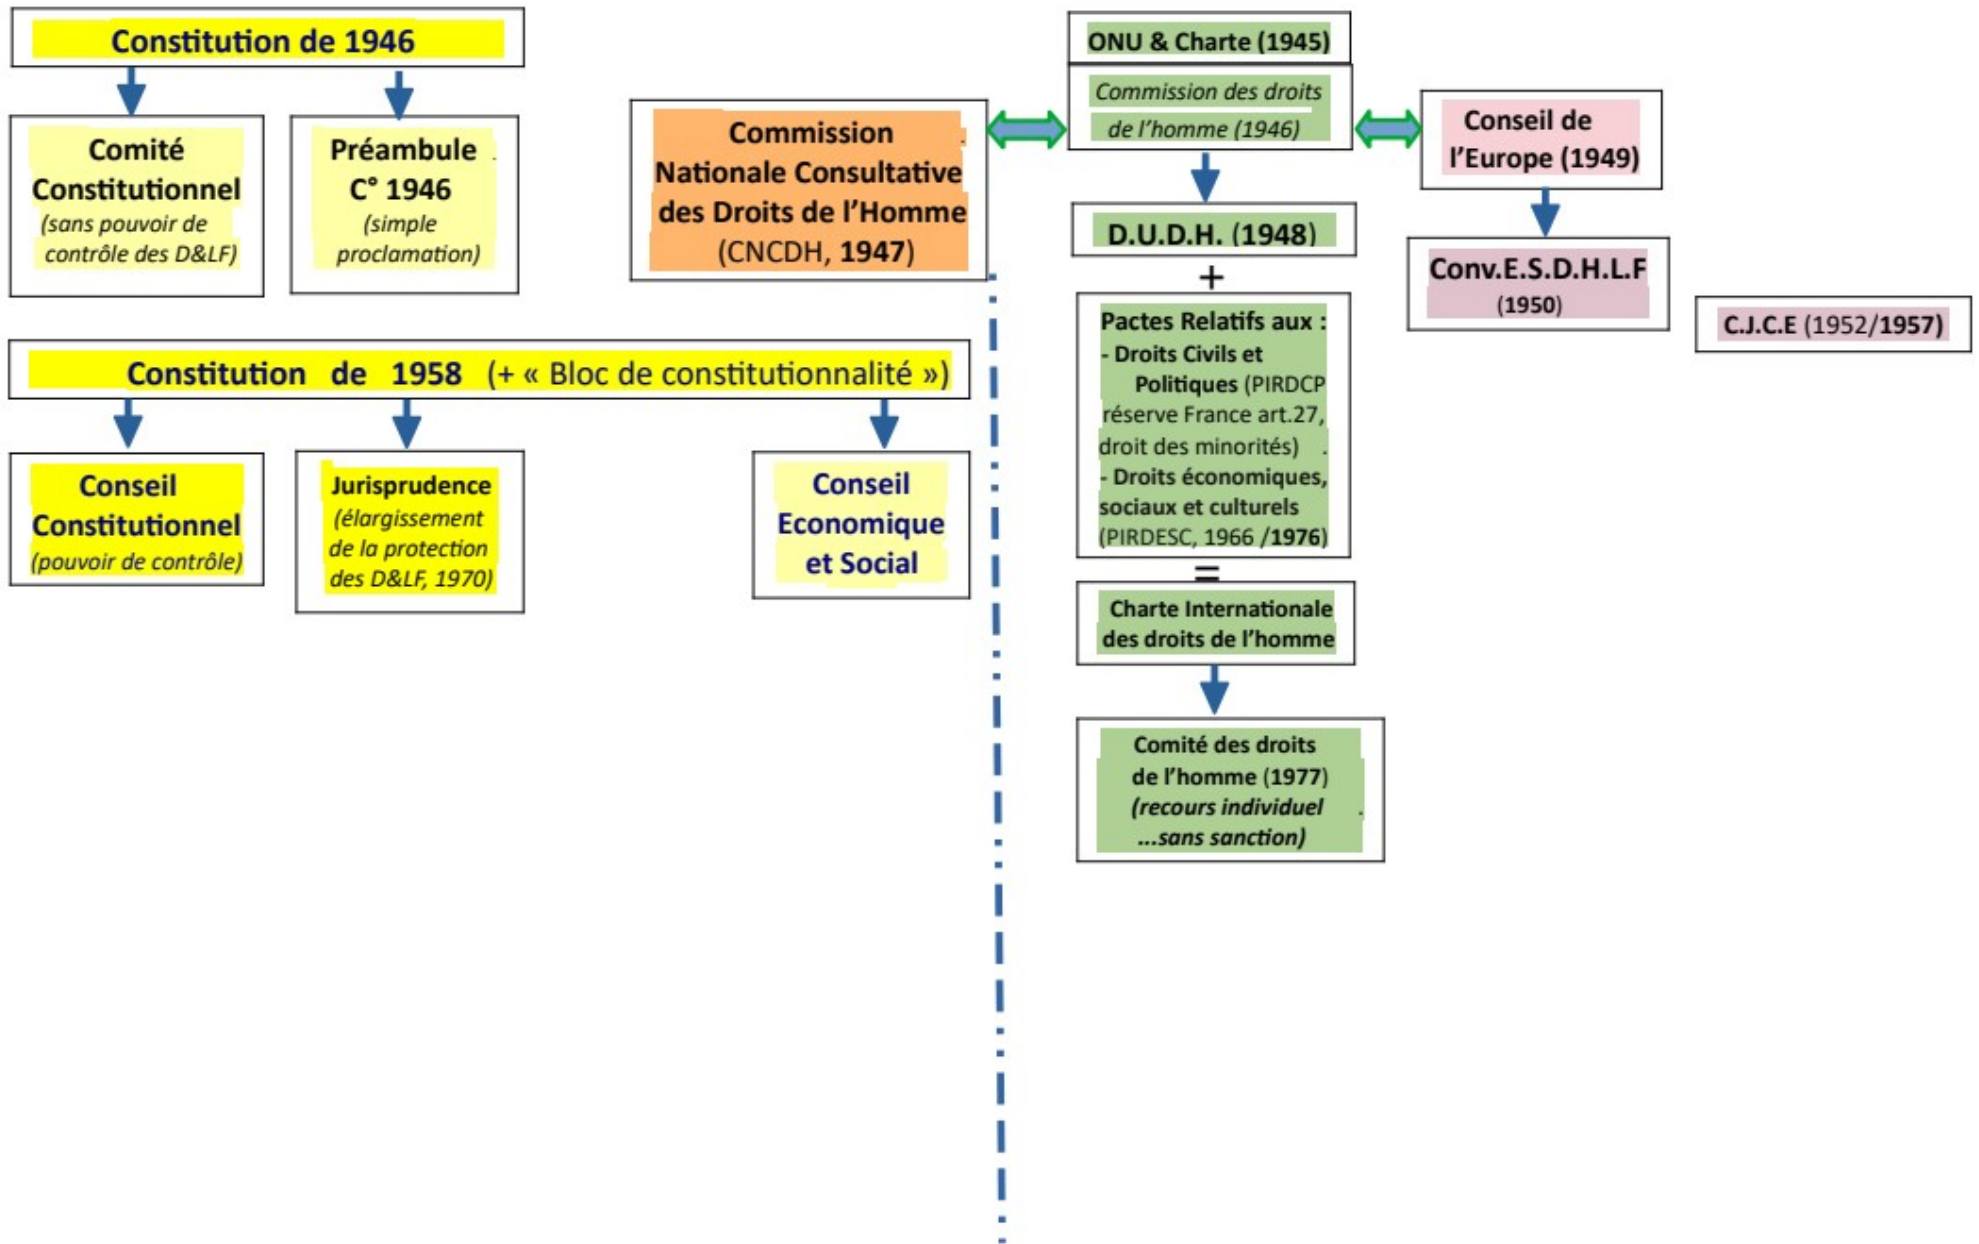 Constitution de 1946
Comité
Constitutionnel
(sans pouvoir de
contrôle des D&LF)
Préambule
C° 1946
(simple
proclamation)
Commission
Nationale Consultative
des Droits de l'Homme
(CNCDH, 1947)
ONU & Charte (1945)
Commission des droits
de l'homme (1946)
Conseil de
l'Europe (1949)
D.U.D.H. (1948)
+
Conv.E.S.D.H.L.F
(1950)
C.J.C.E (1952/1957)
Pactes Relatifs aux :
- Droits Civils et
Politiques (PIRDCP
réserve France art.27,
droit des minorités) .
- Droits économiques,
sociaux et culturels
(PIRDESC, 1966 /1976)
=
Charte Internationale
des droits de l'homme
Comité des droits
de l'homme (1977)
(recours individuel .
...sans sanction)
Constitution de 1958 (+ « Bloc de constitutionnalité »)
Conseil
Constitutionnel
(pouvoir de contrôle)
Jurisprudence
(élargissement
de la protection
des D&LF, 1970)
Conseil
Economique
et Social